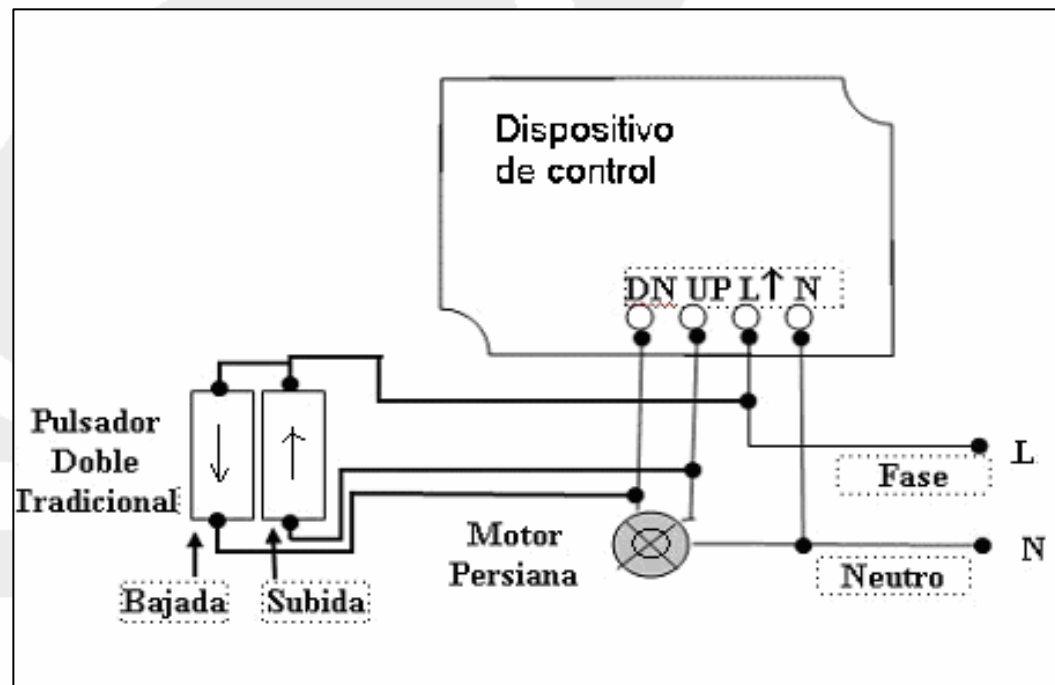 Dispositivo
de control
DN UP L↑ N
Pulsador
Doble
Tradicional
Motor
Persiana
Fase
L
Neutro
N
Bajada
Subida